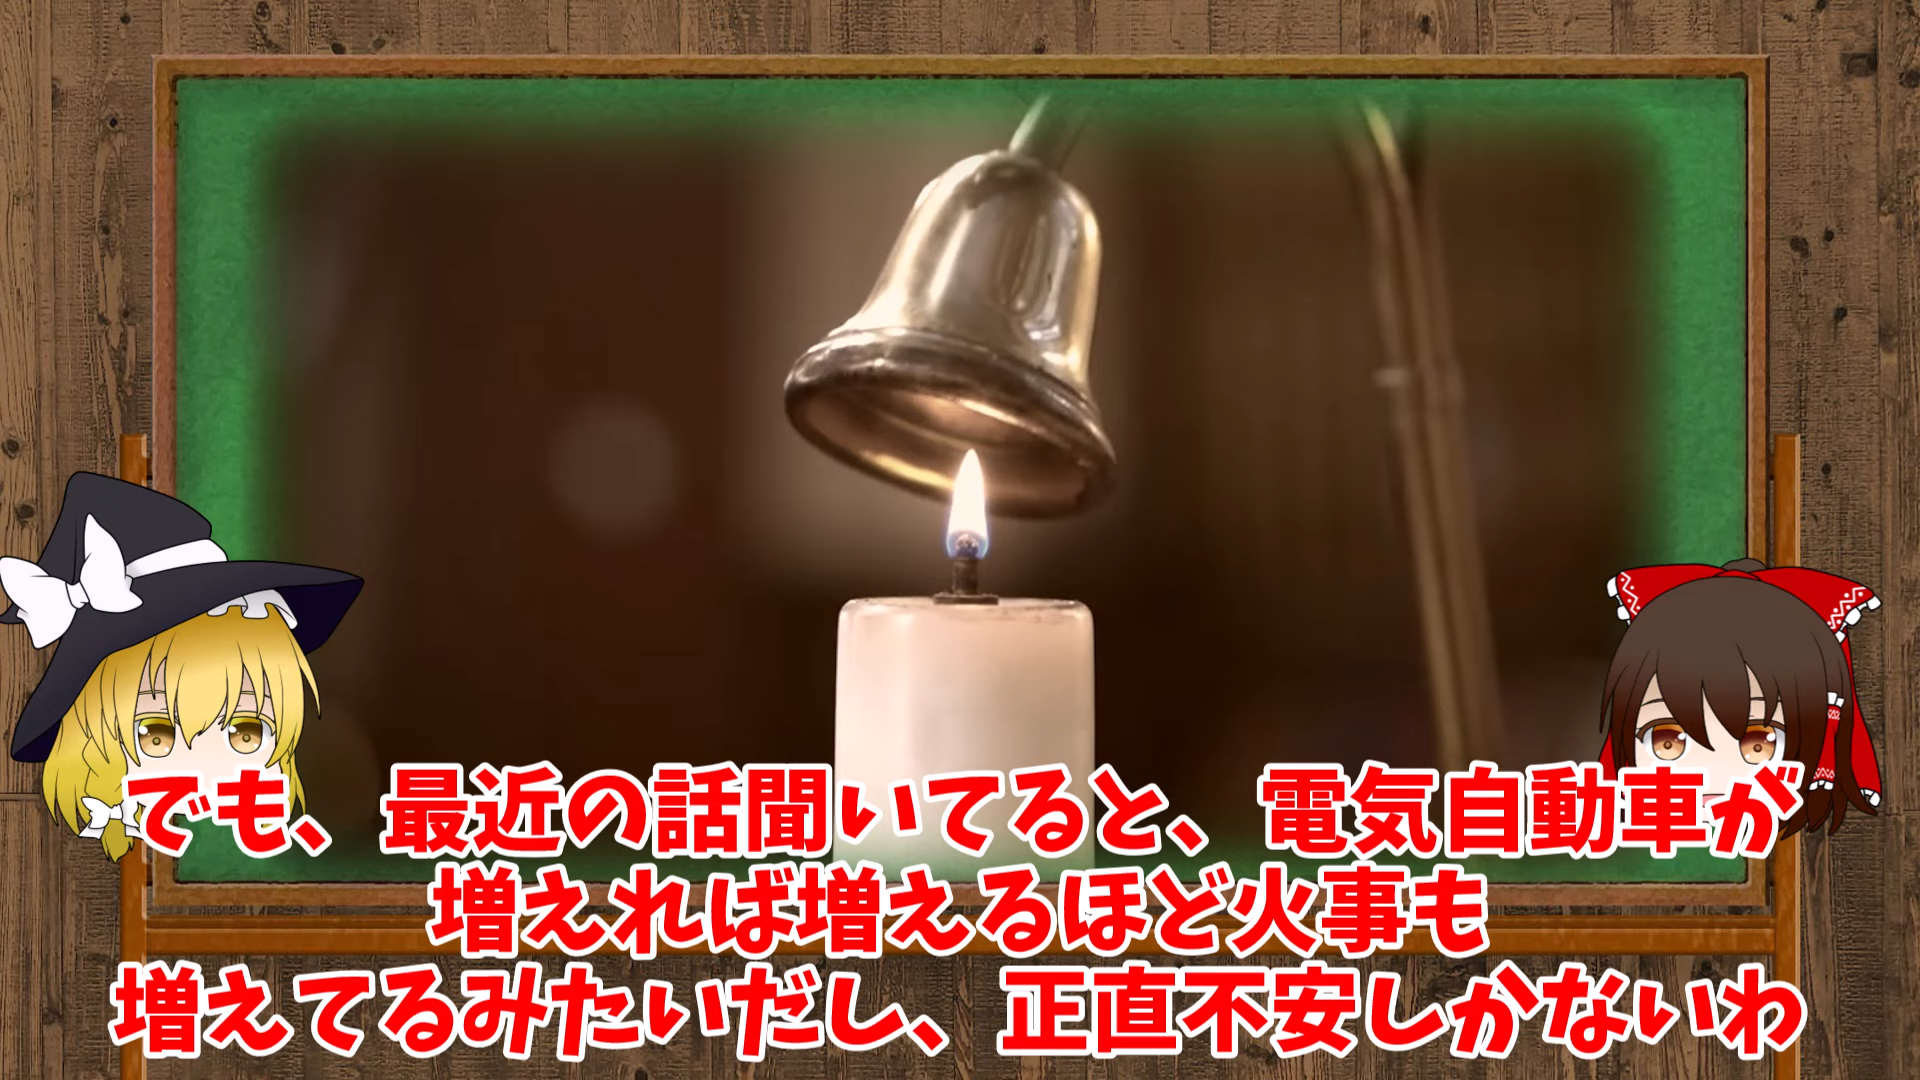 でも、最近の話聞いてると、電気自動車が
増えれば増えるほど火事も
増えてるみたいだし、正直不安しかないわ